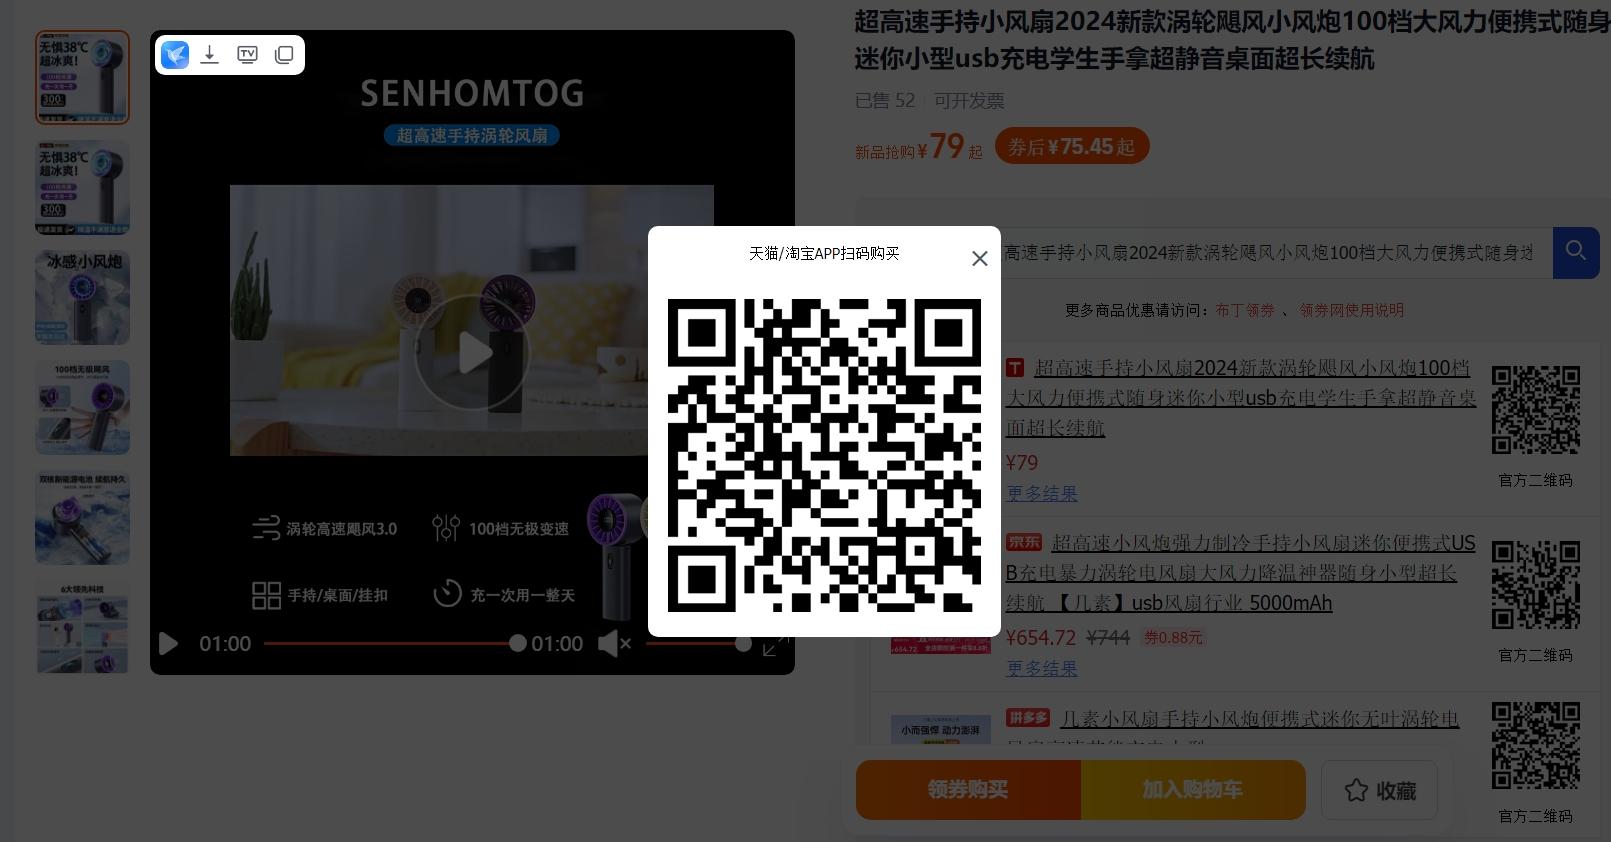 无惧38℃
超冰爽!
300
无惧38℃
超冰爽!
300
冰感小风炮
100档无极飓风
双核新能源电池 续航持久
6大领先科技
SENHOMTOG
超高速手持涡轮风扇
涡轮高速飓风3.0
100档无极变速
手持/桌面/挂扣
充一次用一整天
01:00
01:00
超高速手持小风扇2024新款涡轮飓风小风炮100档大风力便携式随身
迷你小型usb充电学生手拿超静音桌面超长续航
已售 52
可开发票
新品抢购¥79起
券后¥75.45起
天猫/淘宝APP扫码购买
高速手持小风扇2024新款涡轮飓风小风炮100档大风力便携式随身迷
更多商品优惠请访问：布丁领券 、 领券网使用说明
T 超高速手持小风扇2024新款涡轮飓风小风炮100档
大风力便携式随身迷你小型usb充电学生手拿超静音桌
面超长续航
¥79
更多结果
官方二维码
京东 超高速小风炮强力制冷手持小风扇迷你便携式US
B充电暴力涡轮电风扇大风力降温神器随身小型超长
续航 【几素】usb风扇行业 5000mAh
¥654.72 ¥744 券0.88元
更多结果
官方二维码
小而强悍 动力澎湃
拼多多 几素小风扇手持小风炮便携式迷你无叶涡轮电
官方二维码
领券购买
加入购物车
收藏